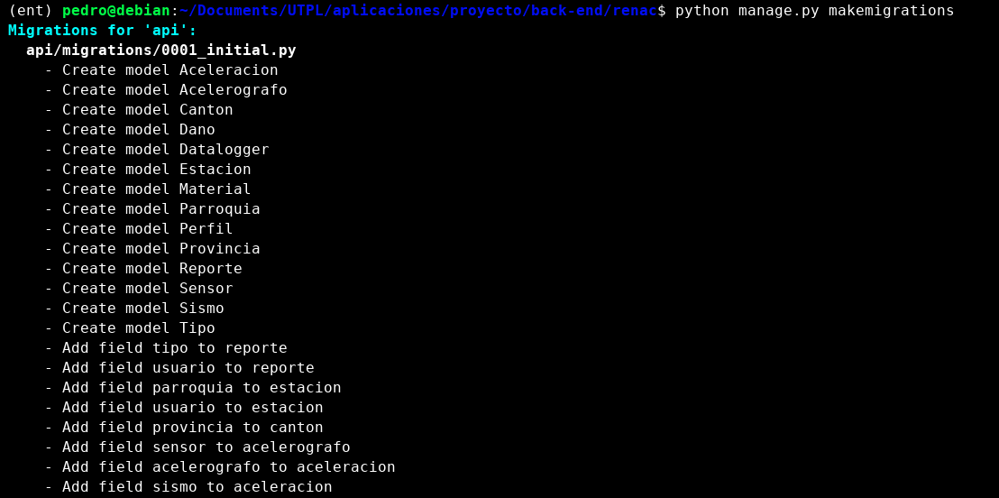 (ent) pedro@debian:~/Documents/UTPL/aplicaciones/proyecto/back-end/renac$ python manage.py makemigrations
Migrations for 'api':
  api/migrations/0001_initial.py
    - Create model Aceleracion
    - Create model Acelerografo
    - Create model Canton
    - Create model Dano
    - Create model Datalogger
    - Create model Estacion
    - Create model Material
    - Create model Parroquia
    - Create model Perfil
    - Create model Provincia
    - Create model Reporte
    - Create model Sensor
    - Create model Sismo
    - Create model Tipo
    - Add field tipo to reporte
    - Add field usuario to reporte
    - Add field parroquia to estacion
    - Add field usuario to estacion
    - Add field provincia to canton
    - Add field sensor to acelerografo
    - Add field acelerografo to aceleracion
    - Add field sismo to aceleracion